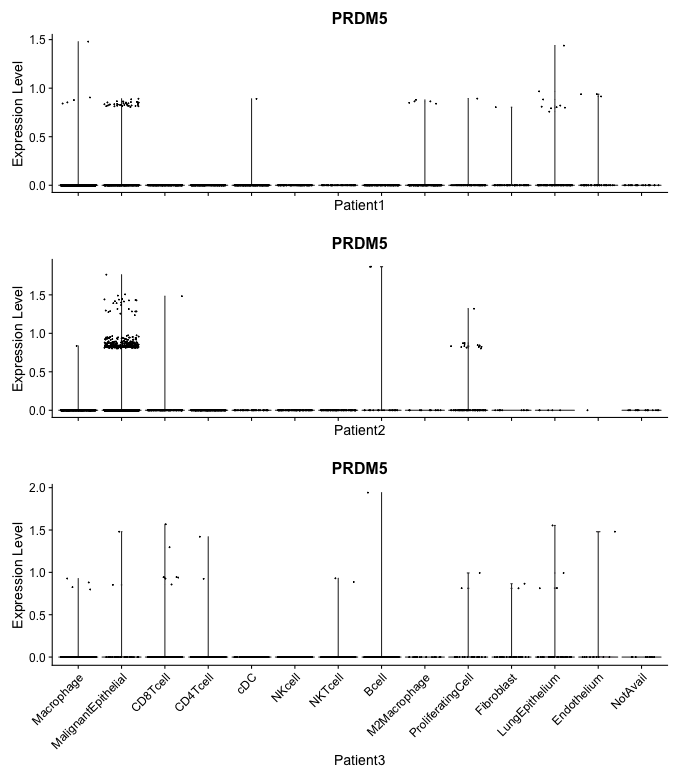 PRDM5
Expression Level
1.5
1.0
0.5
0.0
Patient1
PRDM5
Expression Level
1.5
1.0
0.5
0.0
Patient2
PRDM5
Expression Level
2.0
1.5
1.0
0.5
0.0
Macrophage
MalignantEpithelial
CD8Tcell
CD4Tcell
cDC
NKcell
NKTcell
Bcell
M2Macrophage
ProliferatingCell
Fibroblast
LungEpithelium
Endothelium
NotAvail
Patient3